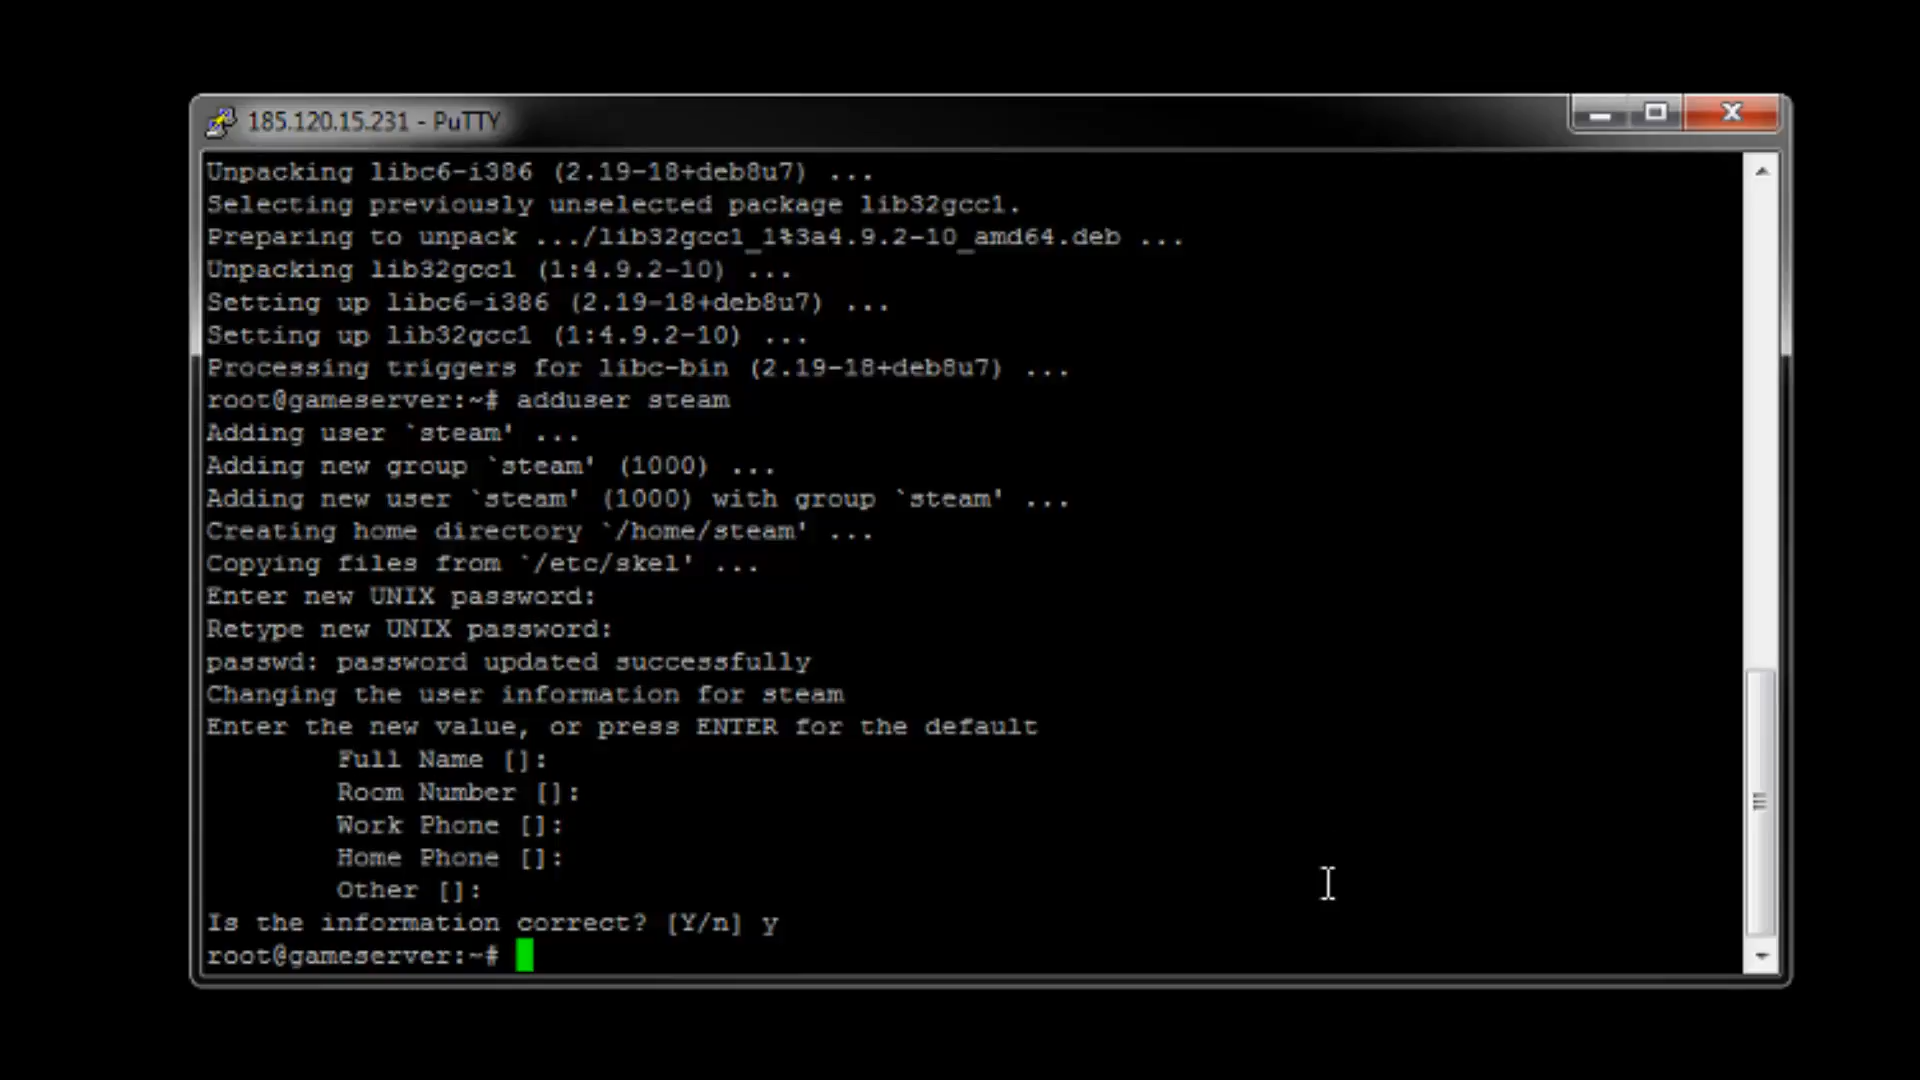 185.120.15.231 - PuTTY
Unpacking libc6-i386 (2.19-18+deb8u7) ...
Selecting previously unselected package lib32gcc1.
Preparing to unpack .../lib32gcc1_1%3a4.9.2-10_amd64.deb ...
Unpacking lib32gcc1 (1:4.9.2-10) ...
Setting up libc6-i386 (2.19-18+deb8u7) ...
Setting up lib32gcc1 (1:4.9.2-10) ...
Processing triggers for libc-bin (2.19-18+deb8u7) ...
root@gameserver:~# adduser steam
Adding user `steam' ...
Adding new group `steam' (1000) ...
Adding new user `steam' (1000) with group `steam' ...
Creating home directory `/home/steam' ...
Copying files from `/etc/skel' ...
Enter new UNIX password:
Retype new UNIX password:
passwd: password updated successfully
Changing the user information for steam
Enter the new value, or press ENTER for the default
Full Name []:
Room Number []:
Work Phone []:
Home Phone []:
Other []:
Is the information correct? [Y/n] y
root@gameserver:~#